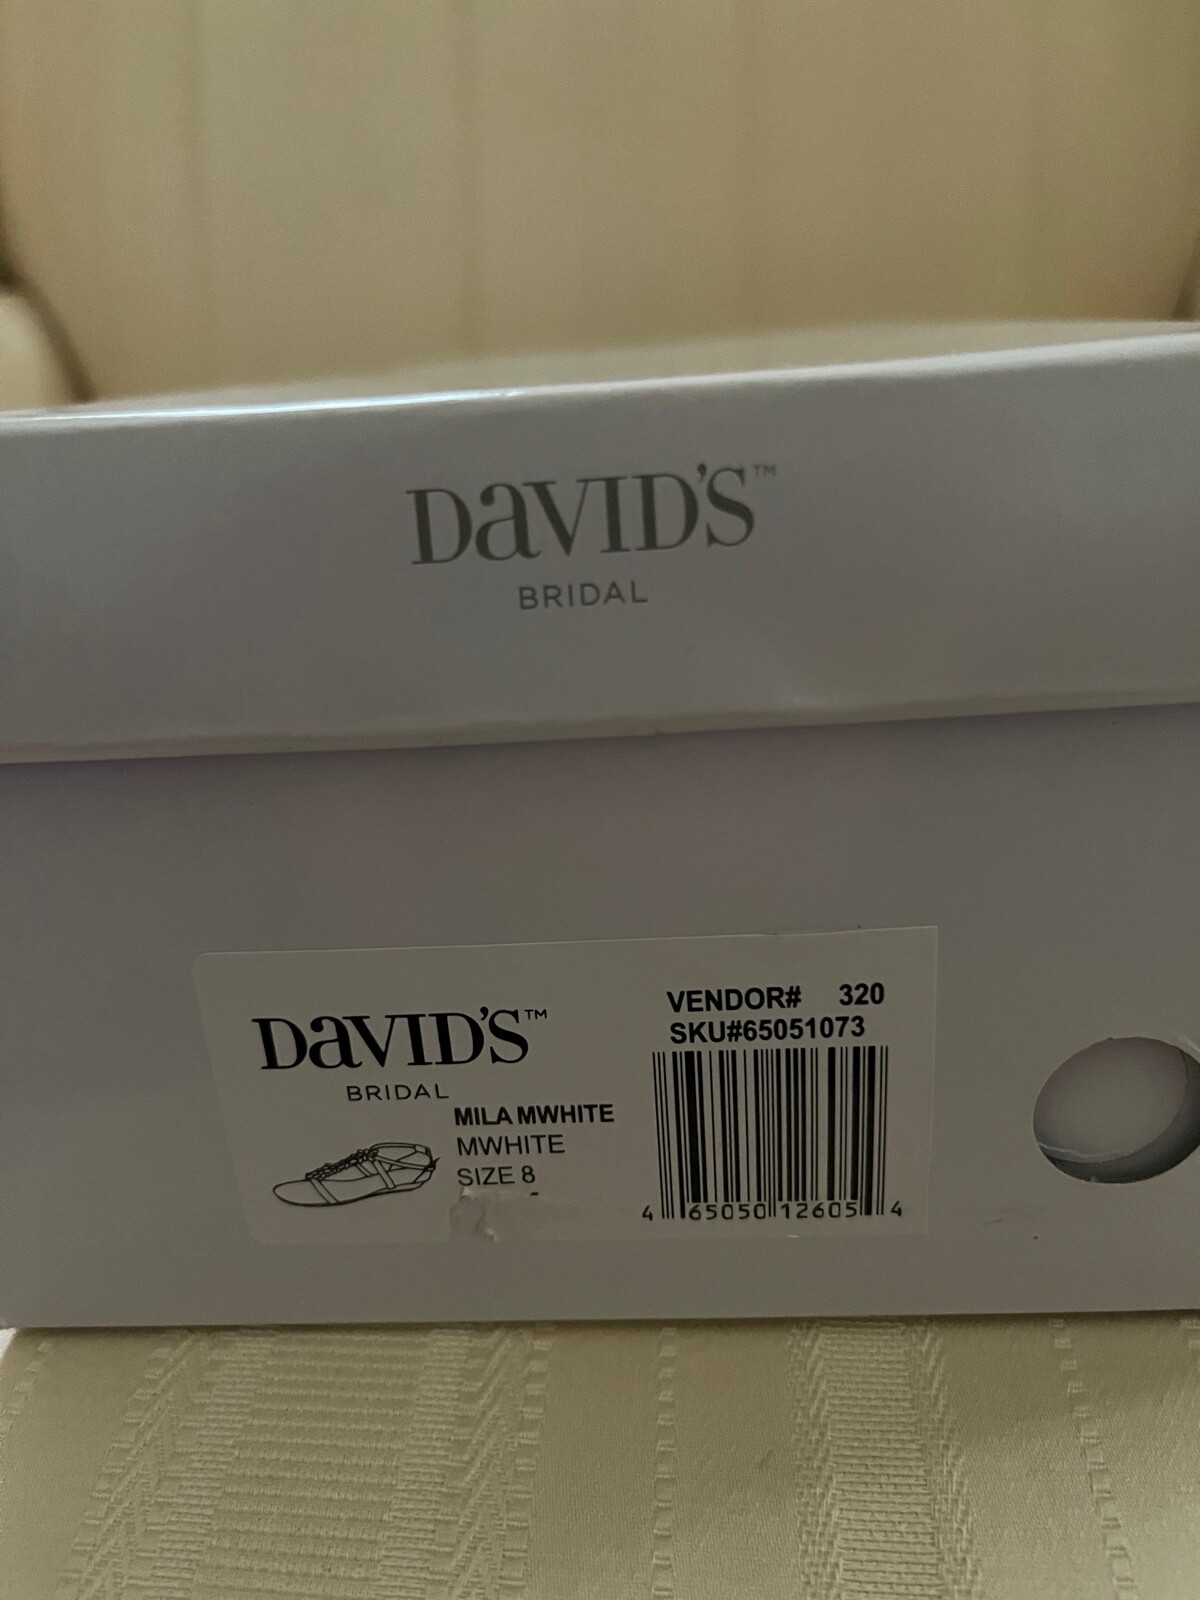 DAVID'S™
BRIDAL
DAVID'S™
BRIDAL
MILA MWHITE
MWHITE
SIZE 8
VENDOR# 320
SKU#65051073
4 65050 12605 4